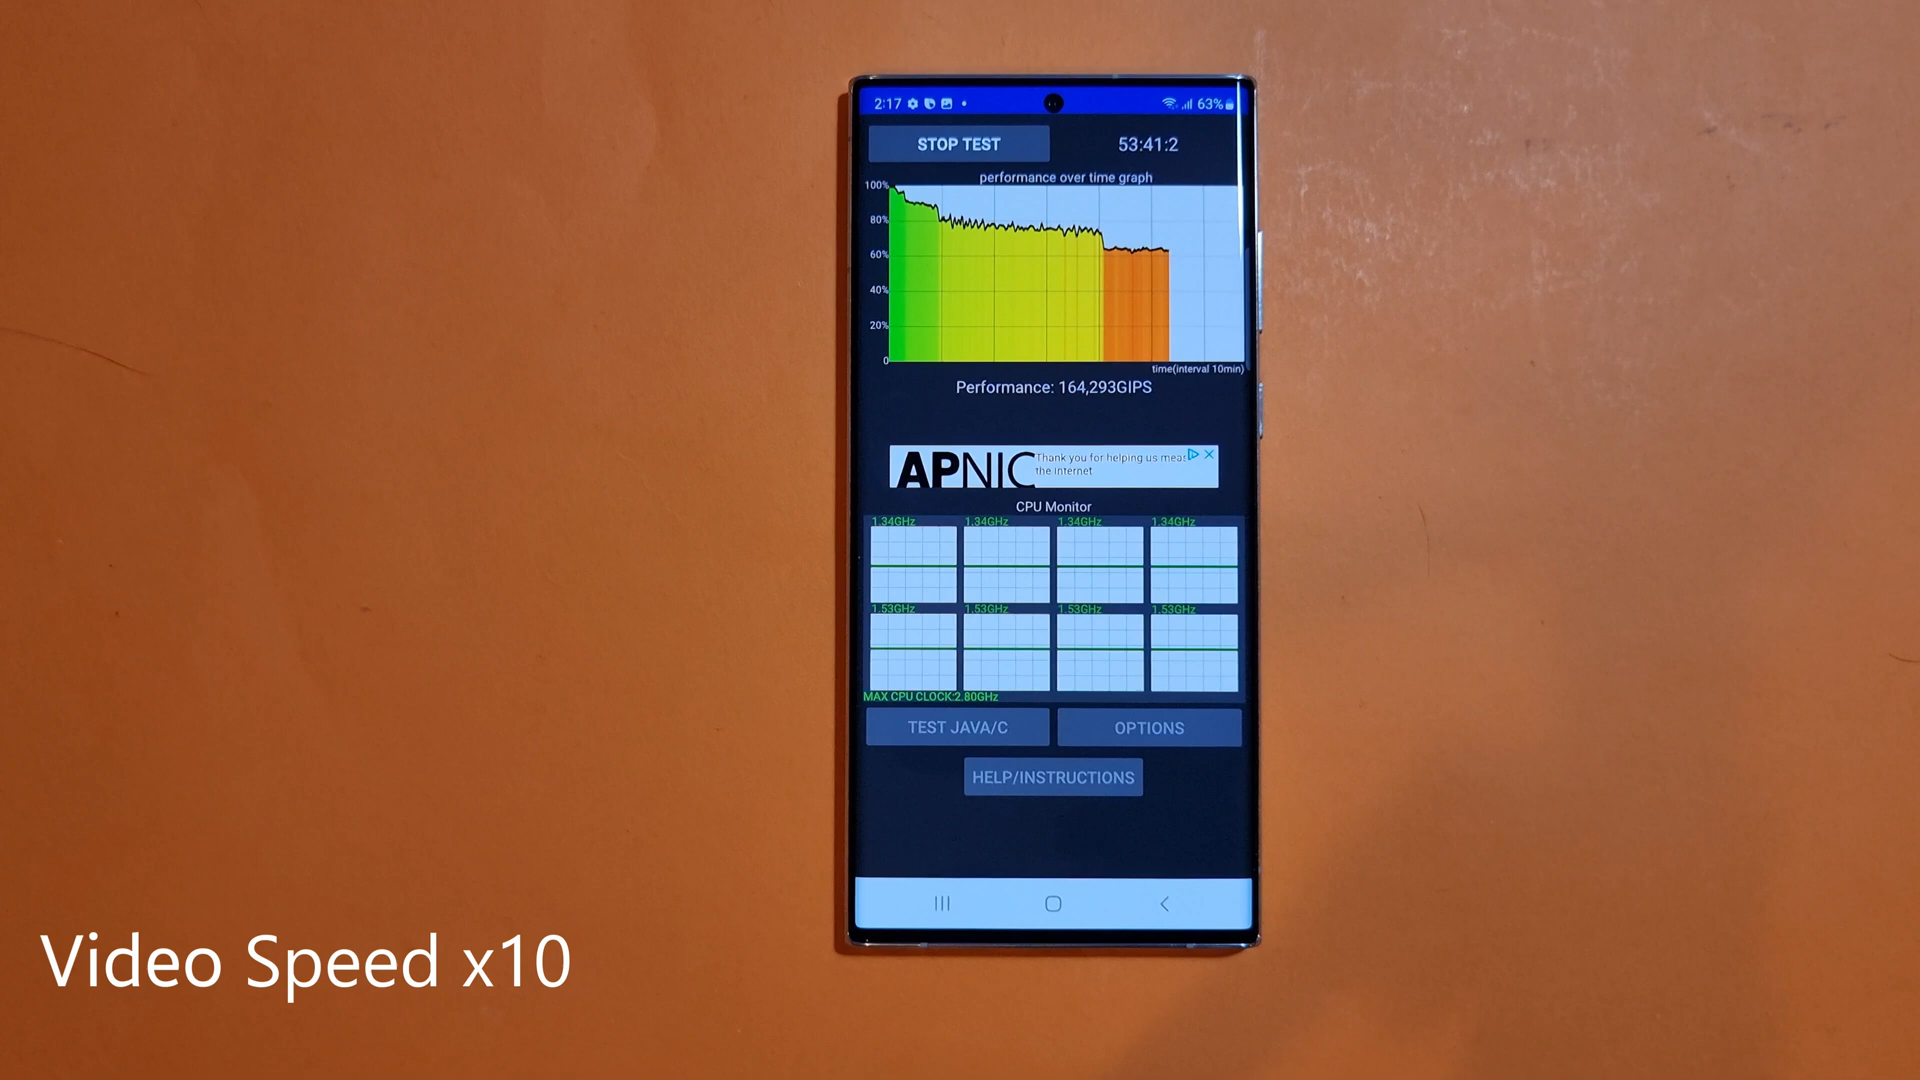 2:17 63%
STOP TEST 53:41:2
performance over time graph
100%
80%
60%
40%
20%
0
time(interval 10min)
Performance: 164,293GIPS
APNIC
Thank you for helping us meas
the internet
CPU Monitor
1.34GHz 1.34GHz 1.34GHz 1.34GHz
1.53GHz 1.53GHz 1.53GHz 1.53GHz
MAX CPU CLOCK:2.80GHz
TEST JAVA/C OPTIONS
HELP/INSTRUCTIONS
Video Speed x10